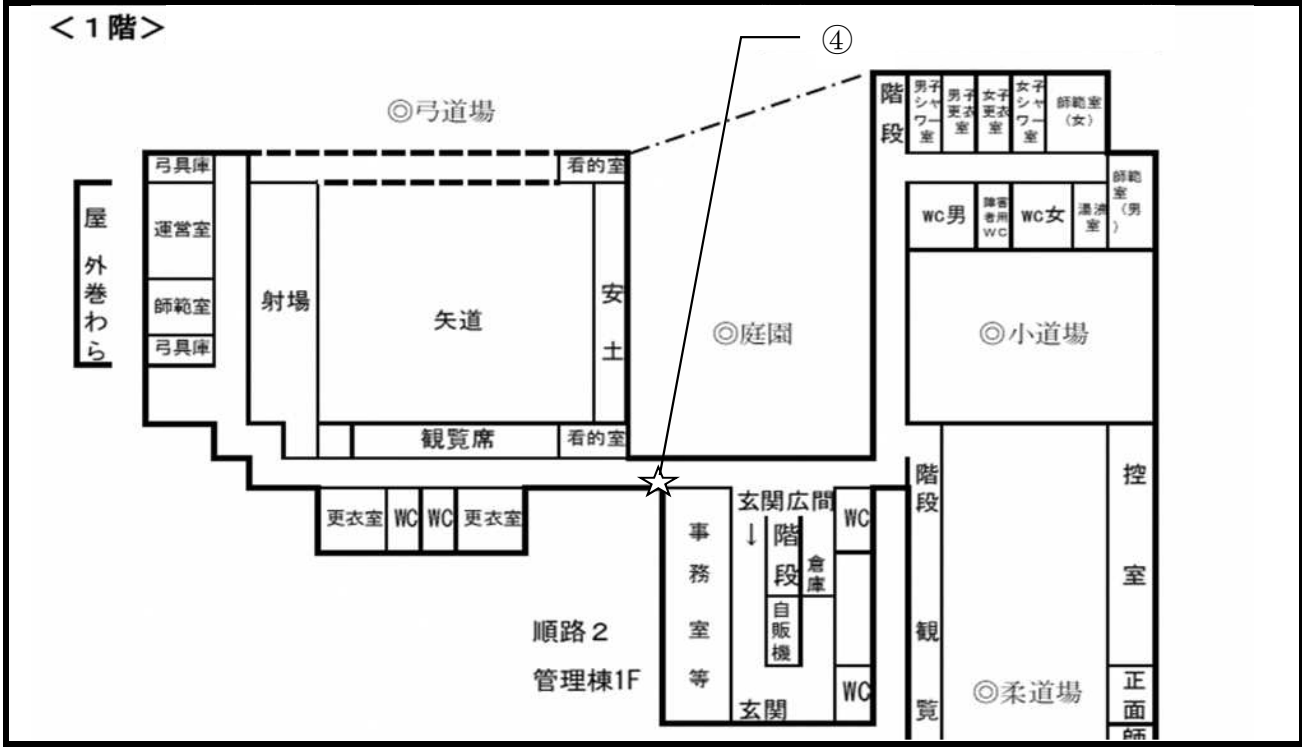 ＜１階＞
④
◎弓道場
弓具庫
運営室
師範室
弓具庫
屋外巻わら
射場
矢道
看的室
安土
観覧席
看的室
更衣室
WC
WC
更衣室
◎庭園
階段
男子シャワー室
男子更衣室
女子更衣室
女子シャワー室
師範室（女）
師範室（男）
WC男
障害者用WC
WC女
湯沸室
◎小道場
玄関広間
↓
階段
倉庫
自販機
事務室等
WC
WC
玄関
順路２
管理棟1F
階段
観覧
控室
◎柔道場
正面
師